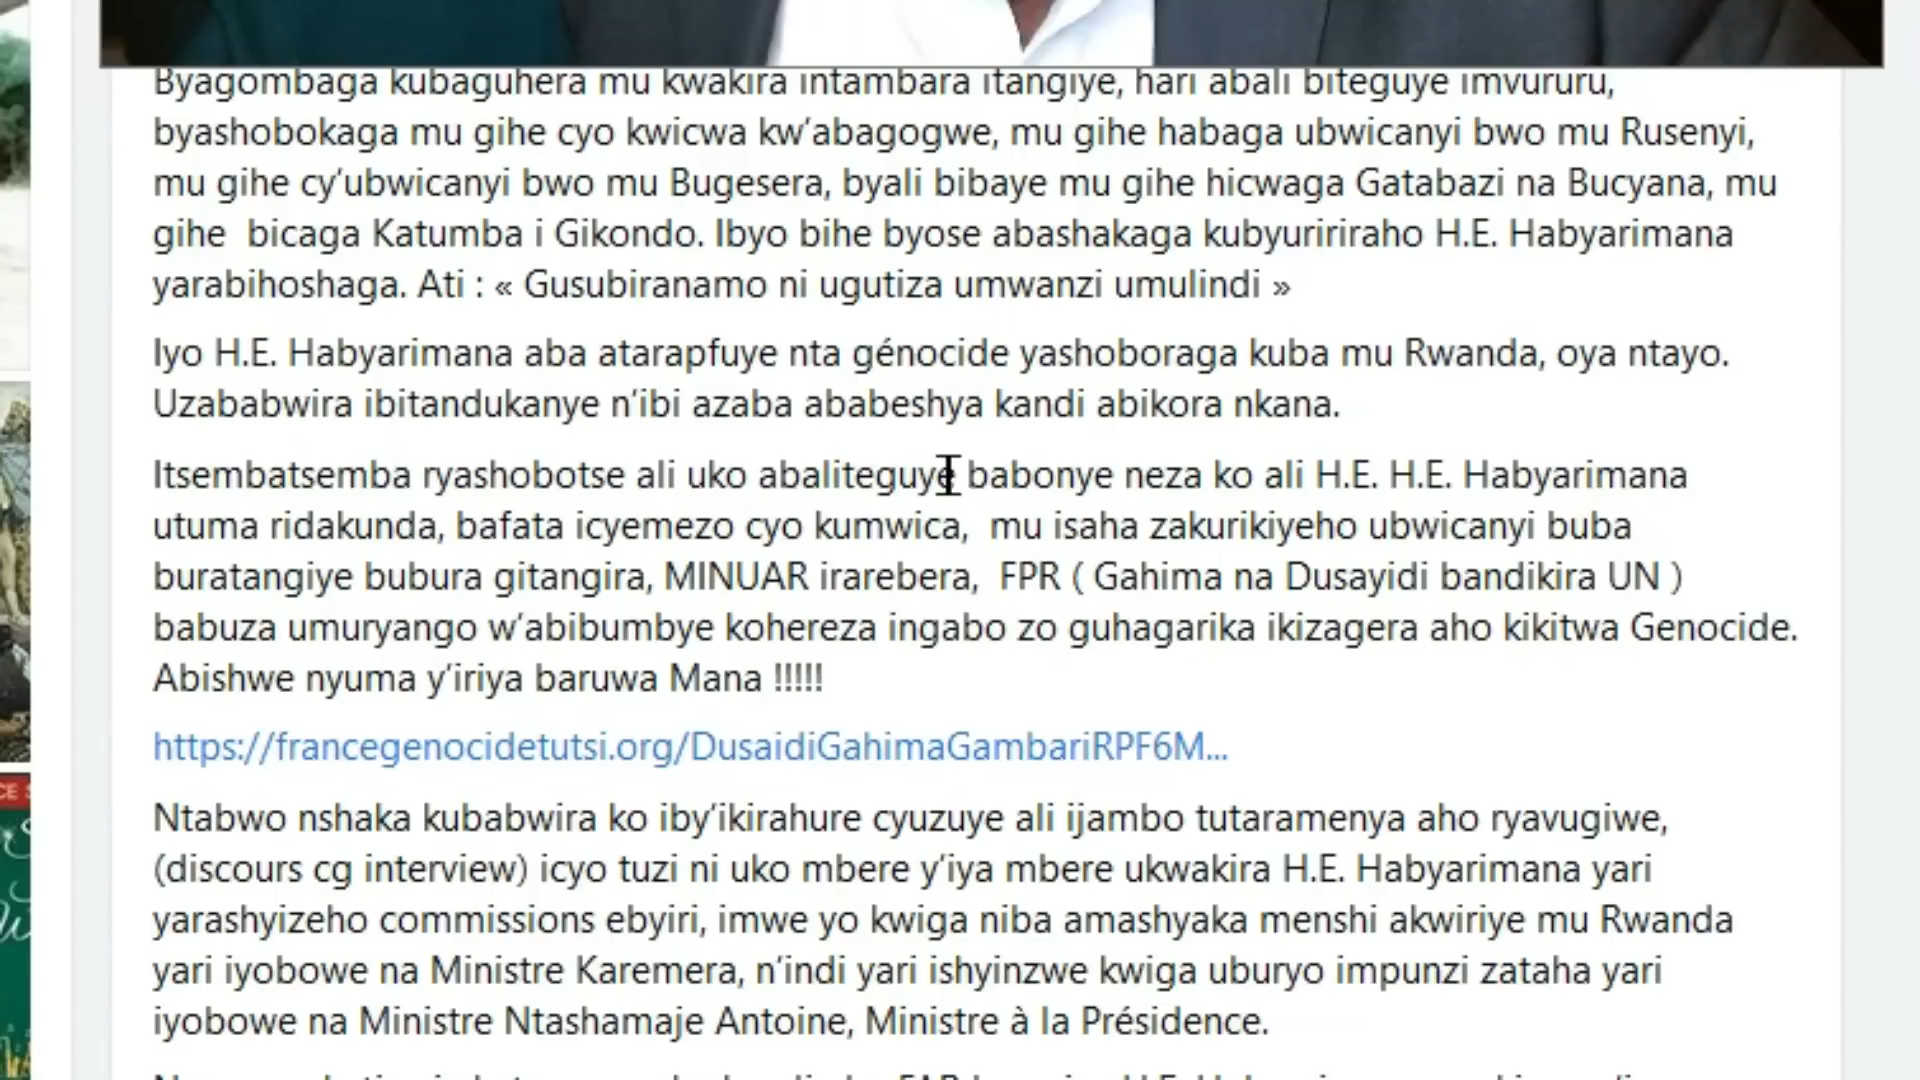 Byagombaga kubaguhera mu kwakira intambara itangiye, hari abali biteguye imvururu,
byashobokaga mu gihe cyo kwicwa kw’abagogwe, mu gihe habaga ubwicanyi bwo mu Rusenyi,
mu gihe cy’ubwicanyi bwo mu Bugesera, byali bibaye mu gihe hicwaga Gatabazi na Bucyana, mu
gihe  bicaga Katumba i Gikondo. Ibyo bihe byose abashakaga kubyuririraho H.E. Habyarimana
yarabihoshaga. Ati : « Gusubiranamo ni ugutiza umwanzi umulindi »
Iyo H.E. Habyarimana aba atarapfuye nta génocide yashoboraga kuba mu Rwanda, oya ntayo.
Uzababwira ibitandukanye n’ibi azaba ababeshya kandi abikora nkana.
Itsembatsemba ryashobotse ali uko abaliteguye babonye neza ko ali H.E. H.E. Habyarimana
utuma ridakunda, bafata icyemezo cyo kumwica,  mu isaha zakurikiyeho ubwicanyi buba
buratangiye bubura gitangira, MINUAR irarebera,  FPR ( Gahima na Dusayidi bandikira UN )
babuza umuryango w’abibumbye kohereza ingabo zo guhagarika ikizagera aho kikitwa Genocide.
Abishwe nyuma y’iriya baruwa Mana !!!!!
https://francegenocidetutsi.org/DusaidiGahimaGambariRPF6M...
Ntabwo nshaka kubabwira ko iby’ikirahure cyuzuye ali ijambo tutaramenya aho ryavugiwe,
(discours cg interview) icyo tuzi ni uko mbere y’iya mbere ukwakira H.E. Habyarimana yari
yarashyizeho commissions ebyiri, imwe yo kwiga niba amashyaka menshi akwiriye mu Rwanda
yari iyobowe na Ministre Karemera, n’indi yari ishyinzwe kwiga uburyo impunzi zataha yari
iyobowe na Ministre Ntashamaje Antoine, Ministre à la Présidence.